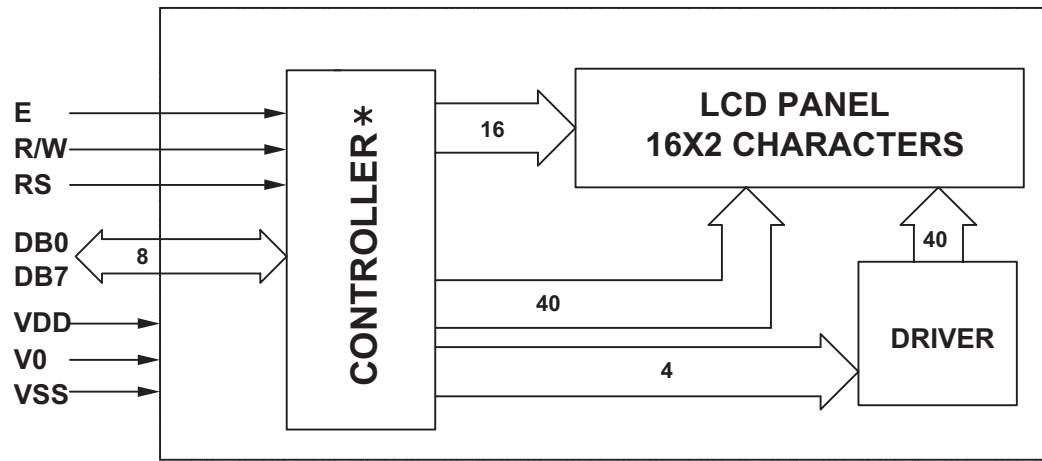 E
R/W
RS
DB0
DB7
8
VDD
V0
VSS
CONTROLLER*
16
40
4
LCD PANEL
16X2 CHARACTERS
40
DRIVER